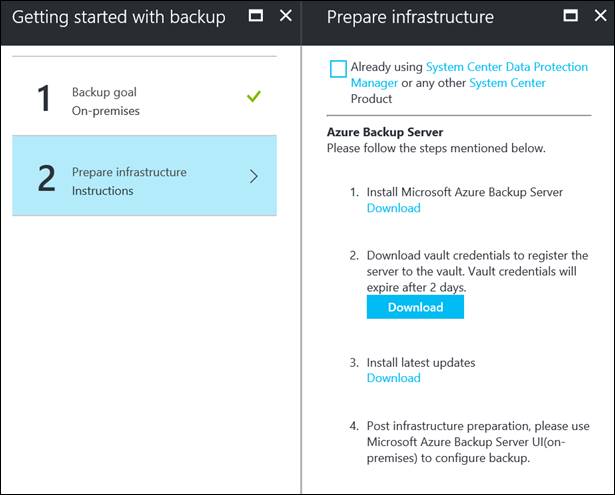 Getting started with backup
1
Backup goal
On-premises
2
Prepare infrastructure
Instructions
Prepare infrastructure
Already using System Center Data Protection
Manager or any other System Center
Product
Azure Backup Server
Please follow the steps mentioned below.
1. Install Microsoft Azure Backup Server
Download
2. Download vault credentials to register the
server to the vault. Vault credentials will
expire after 2 days.
Download
3. Install latest updates
Download
4. Post infrastructure preparation, please use
Microsoft Azure Backup Server UI(on-
premises) to configure backup.